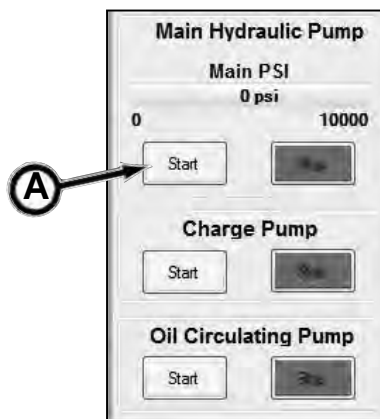 Main Hydraulic Pump
Main PSI
0 psi
0 10000
A
Start
Charge Pump
Start
Oil Circulating Pump
Start